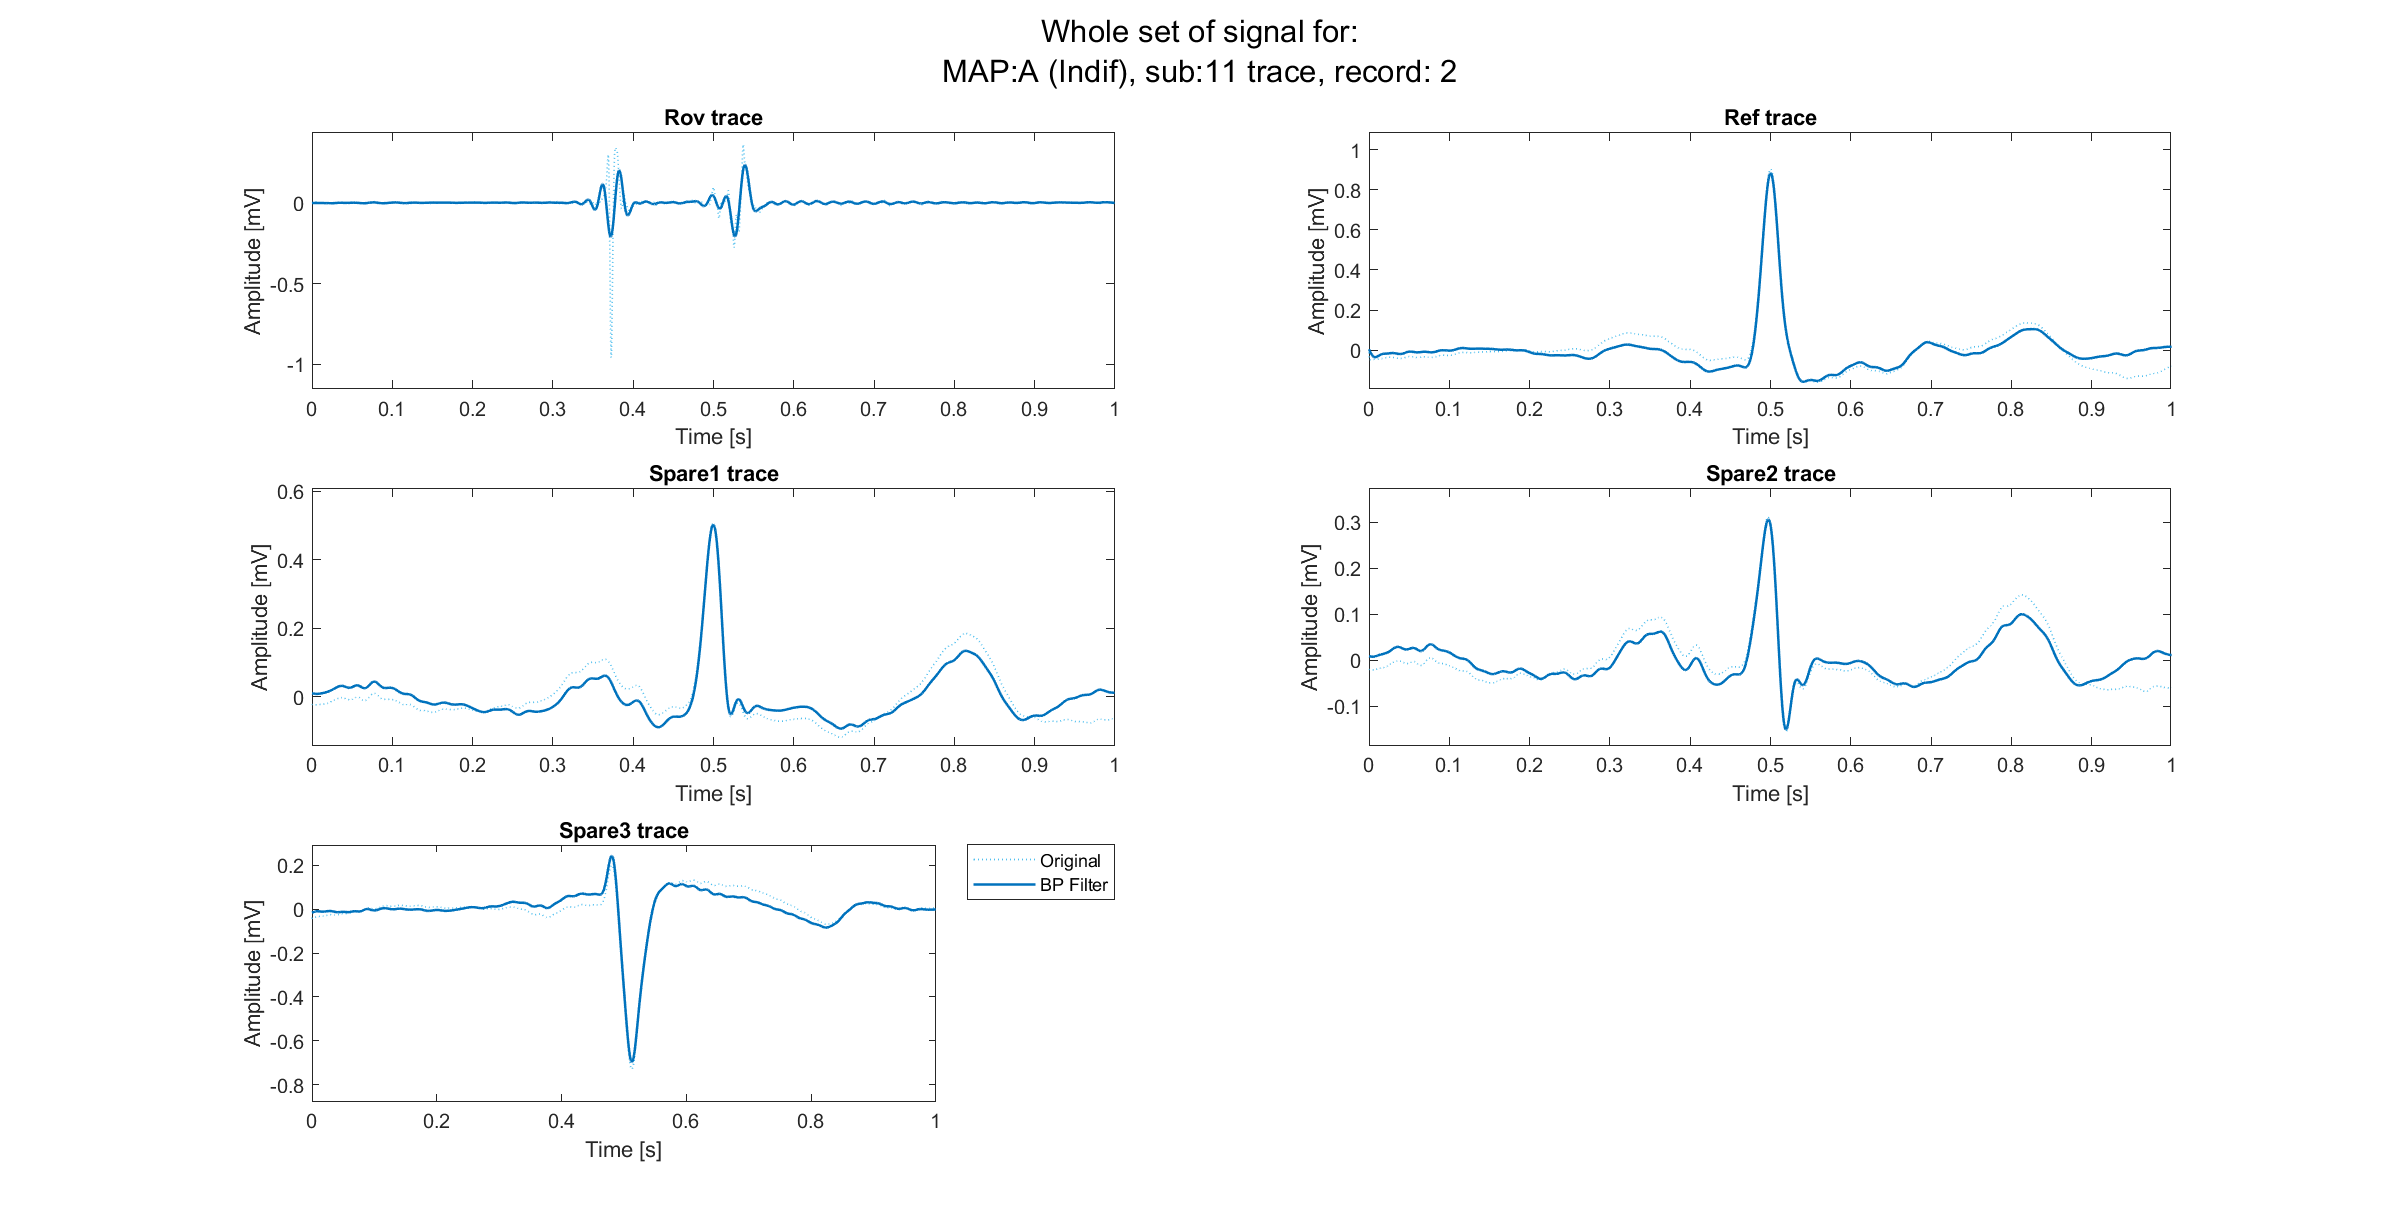 Whole set of signal for:
MAP:A (Indif), sub:11 trace, record: 2
Rov trace
Amplitude [mV]
0
-0.5
-1
0 0.1 0.2 0.3 0.4 0.5 0.6 0.7 0.8 0.9 1
Time [s]
Ref trace
Amplitude [mV]
1
0.8
0.6
0.4
0.2
0
0 0.1 0.2 0.3 0.4 0.5 0.6 0.7 0.8 0.9 1
Time [s]
Spare1 trace
Amplitude [mV]
0.6
0.4
0.2
0
0 0.1 0.2 0.3 0.4 0.5 0.6 0.7 0.8 0.9 1
Time [s]
Spare2 trace
Amplitude [mV]
0.3
0.2
0.1
0
-0.1
0 0.1 0.2 0.3 0.4 0.5 0.6 0.7 0.8 0.9 1
Time [s]
Spare3 trace
Amplitude [mV]
0.2
0
-0.2
-0.4
-0.6
-0.8
0 0.2 0.4 0.6 0.8 1
Time [s]
Original
BP Filter